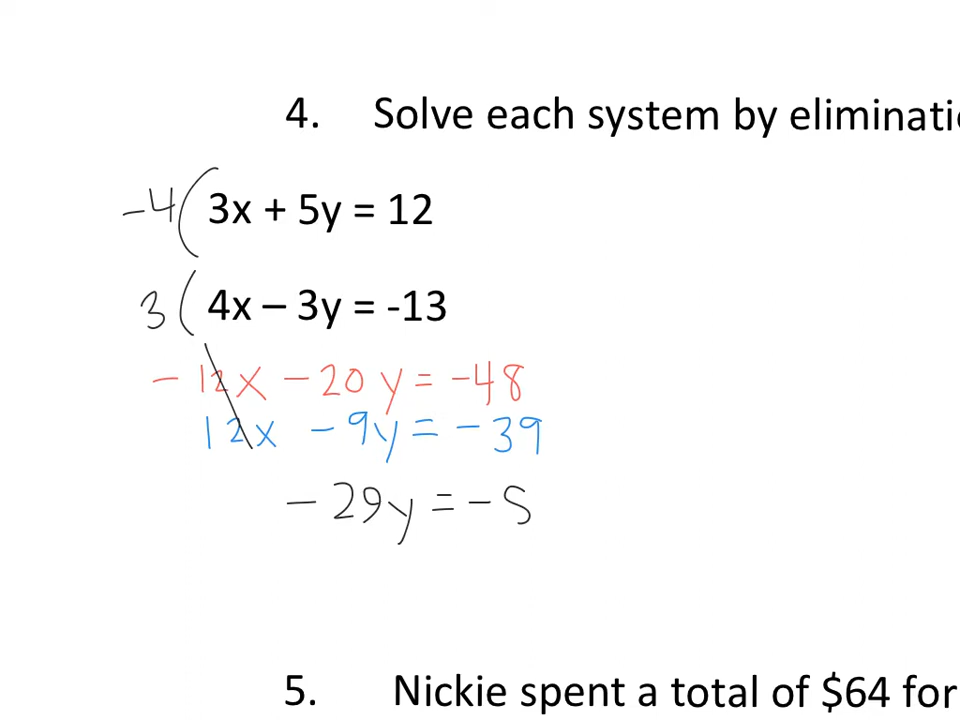 4. Solve each system by eliminati
-4( 3x + 5y = 12
3( 4x – 3y = -13
- 12x - 20y = -48
12x - 9y = -39
- 29y = -
5. Nickie spent a total of $64 for